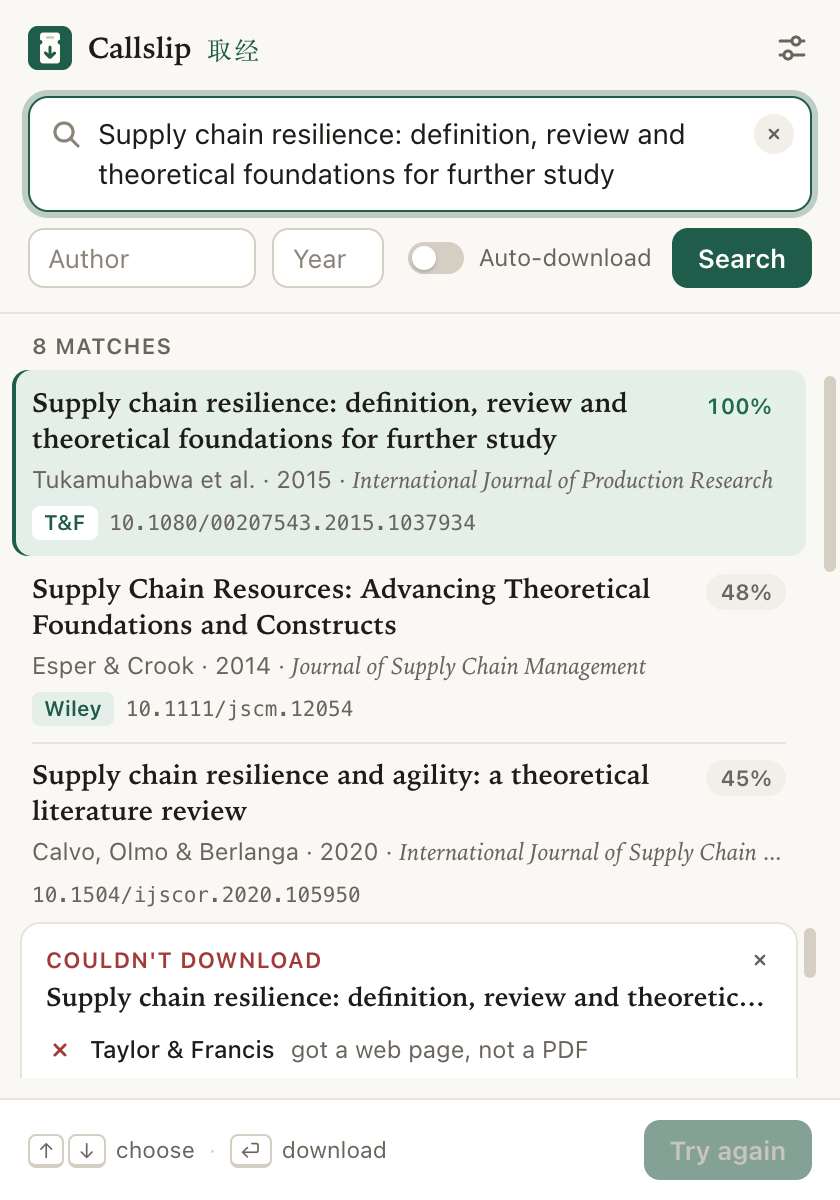 Callslip 取经
Supply chain resilience: definition, review and
theoretical foundations for further study
×
Author
Year
Auto-download
Search
8 MATCHES
Supply chain resilience: definition, review and
theoretical foundations for further study
100%
Tukamuhabwa et al. · 2015 · International Journal of Production Research
T&F 10.1080/00207543.2015.1037934
Supply Chain Resources: Advancing Theoretical
Foundations and Constructs
48%
Esper & Crook · 2014 · Journal of Supply Chain Management
Wiley 10.1111/jscm.12054
Supply chain resilience and agility: a theoretical
literature review
45%
Calvo, Olmo & Berlanga · 2020 · International Journal of Supply Chain ...
10.1504/ijscor.2020.105950
COULDN'T DOWNLOAD ×
Supply chain resilience: definition, review and theoretic...
× Taylor & Francis got a web page, not a PDF
↑ ↓ choose · ↵ download
Try again